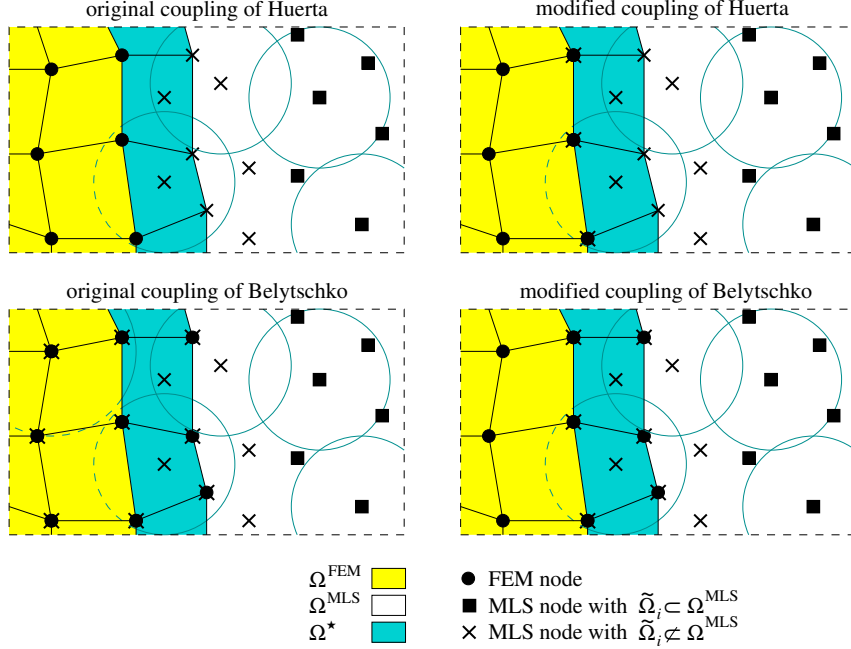 original coupling of Huerta
modified coupling of Huerta
original coupling of Belytschko
modified coupling of Belytschko
Ω^FEM
Ω^MLS
Ω^★
FEM node
MLS node with Ω̃_i ⊂ Ω^MLS
MLS node with Ω̃_i ⊄ Ω^MLS